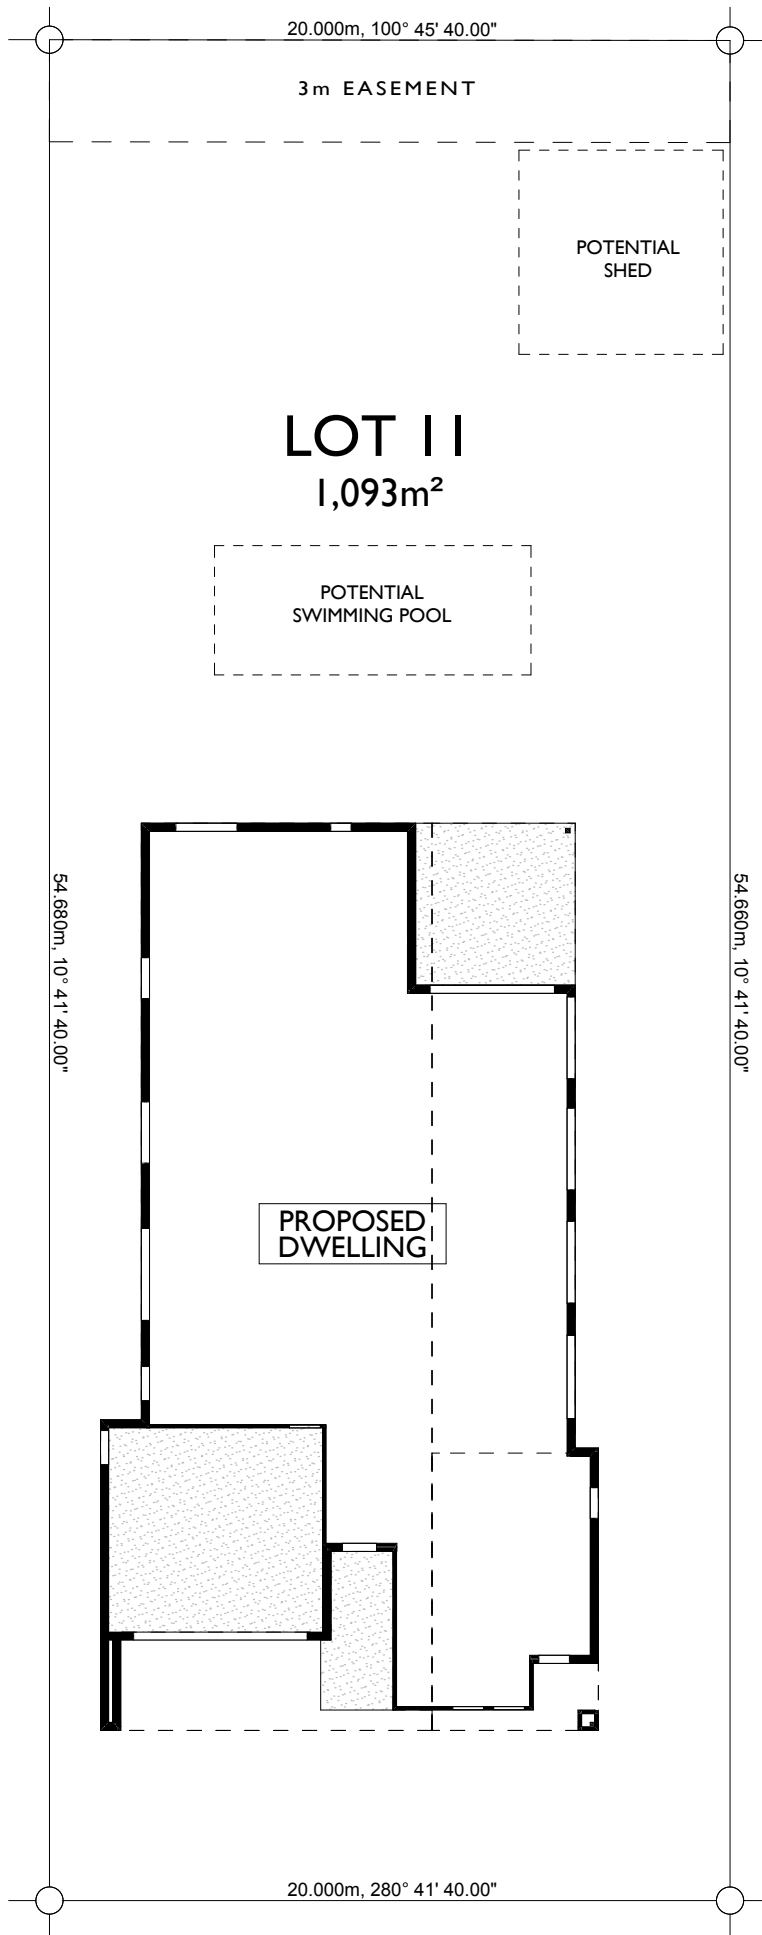 20.000m, 100° 45' 40.00"
3m EASEMENT
POTENTIAL
SHED
LOT 11
1,093m²
POTENTIAL
SWIMMING POOL
54.680m, 10° 41' 40.00"
54.660m, 10° 41' 40.00"
PROPOSED
DWELLING
20.000m, 280° 41' 40.00"